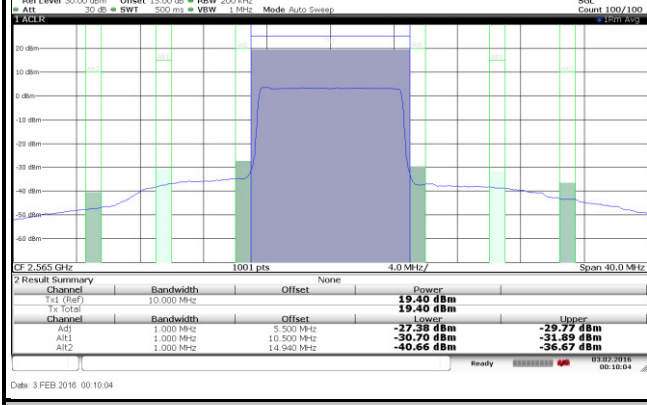 Ref Level 30.00 dBm Offset 15.00 dB RBW 200 kHz SGL
Att 30 dB SWT 500 ms VBW 1 MHz Mode Auto Sweep Count 100/100
1 ACLR 1Rm Avg
20 dBm
10 dBm
0 dBm
-10 dBm
-20 dBm
-30 dBm
-40 dBm
-50 dBm
-60 dBm
CF 2.565 GHz 1001 pts 4.0 MHz/ Span 40.0 MHz
2 Result Summary None
Channel Bandwidth Offset Power
Tx1 (Ref) 10.000 MHz 19.40 dBm
Tx Total 19.40 dBm
Channel Bandwidth Offset Lower Upper
Adj 1.000 MHz 5.500 MHz -27.38 dBm -29.77 dBm
Alt1 1.000 MHz 10.500 MHz -30.70 dBm -31.89 dBm
Alt2 1.000 MHz 14.940 MHz -40.66 dBm -36.67 dBm
Ready 03.02.2016
00:10:04
Date: 3.FEB.2016 00:10:04